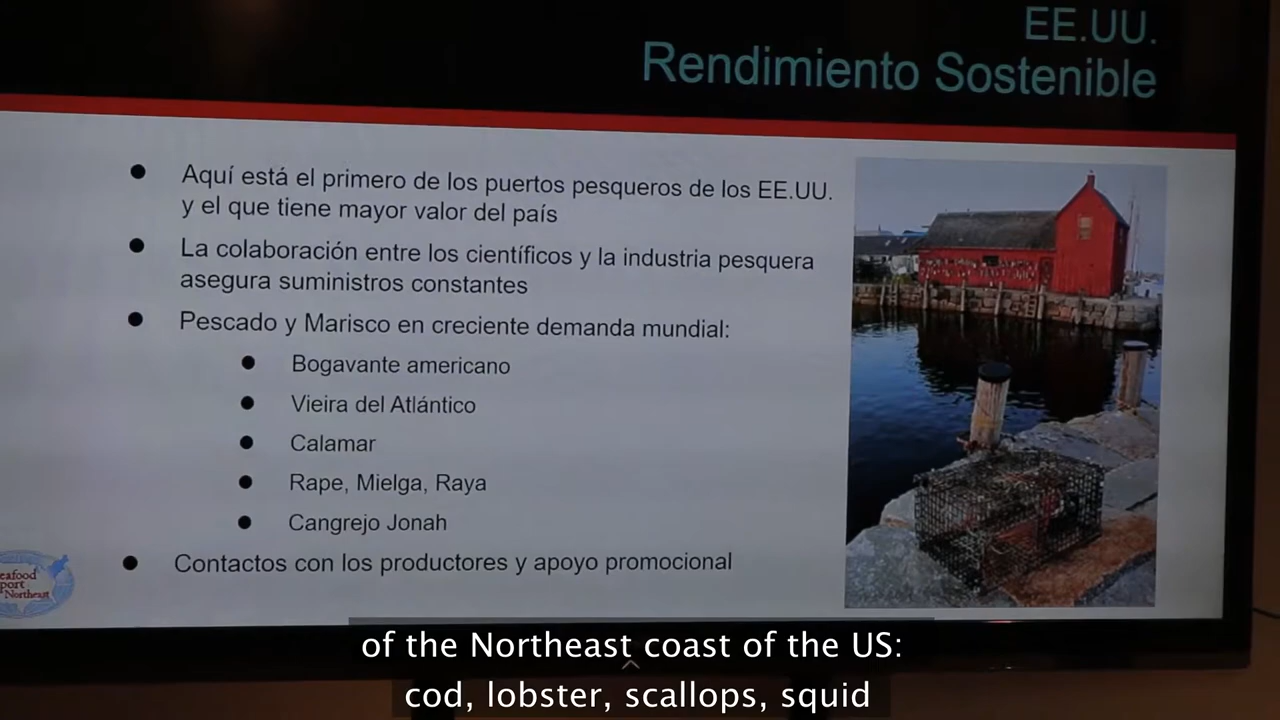 EE.UU.
Rendimiento Sostenible
Aquí está el primero de los puertos pesqueros de los EE.UU.
y el que tiene mayor valor del país
La colaboración entre los científicos y la industria pesquera
asegura suministros constantes
Pescado y Marisco en creciente demanda mundial:
Bogavante americano
Vieira del Atlántico
Calamar
Rape, Mielga, Raya
Cangrejo Jonah
Contactos con los productores y apoyo promocional
eafood
port
Northeast
of the Northeast coast of the US:
cod, lobster, scallops, squid